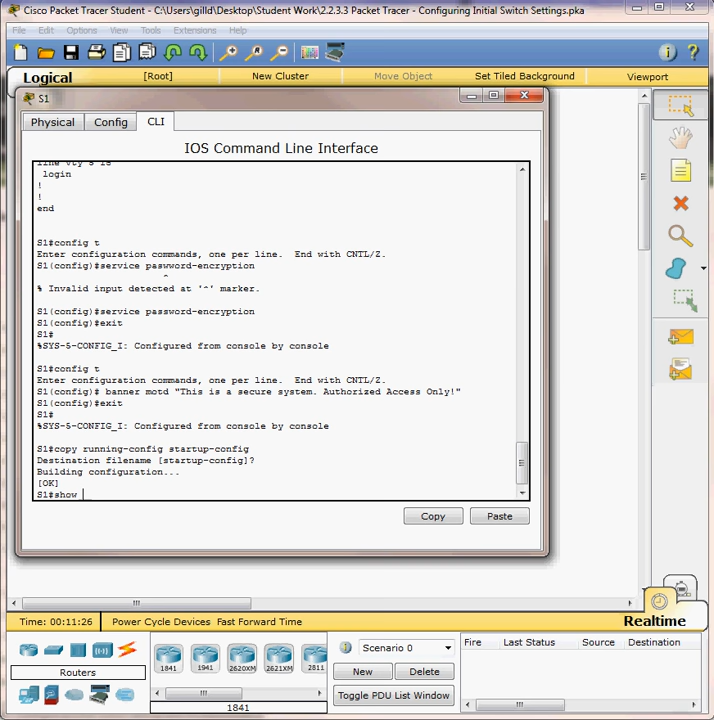 Cisco Packet Tracer Student - C:\Users\gilld\Desktop\Student Work\2.2.3.3 Packet Tracer - Configuring Initial Switch Settings.pka
File Edit Options View Tools Extensions Help
Logical [Root] New Cluster Move Object Set Tiled Background Viewport
S1
Physical Config CLI
IOS Command Line Interface
line vty 5 15
login
!
!
end
S1#config t
Enter configuration commands, one per line. End with CNTL/Z.
S1(config)#service paswword-encryption
^
% Invalid input detected at '^' marker.
S1(config)#service password-encryption
S1(config)#exit
S1#
%SYS-5-CONFIG_I: Configured from console by console
S1#config t
Enter configuration commands, one per line. End with CNTL/Z.
S1(config)# banner motd "This is a secure system. Authorized Access Only!"
S1(config)#exit
S1#
%SYS-5-CONFIG_I: Configured from console by console
S1#copy running-config startup-config
Destination filename [startup-config]?
Building configuration...
[OK]
S1#show
Copy Paste
Time: 00:11:26 Power Cycle Devices Fast Forward Time Realtime
Routers
1841 1941 2620XM 2621XM 2811
1841
Scenario 0
New Delete
Toggle PDU List Window
Fire Last Status Source Destination